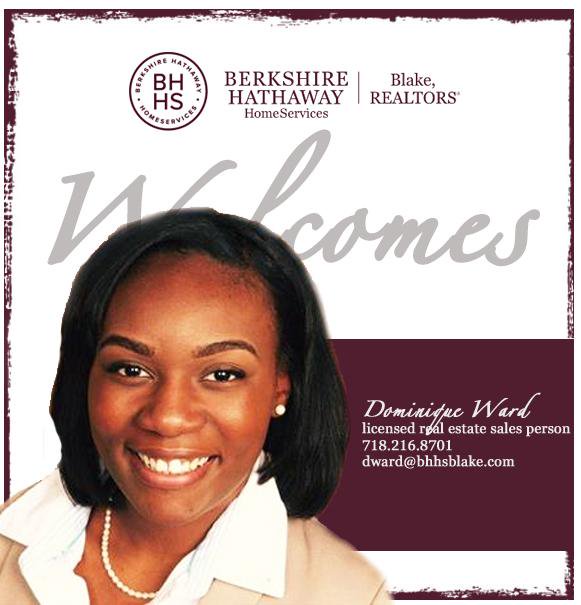 BERKSHIRE HATHAWAY
BH
HS
HOMESERVICES
BERKSHIRE
HATHAWAY
HomeServices
Blake,
REALTORS®
Welcomes
Dominique Ward
licensed real estate sales person
718.216.8701
dward@bhhsblake.com